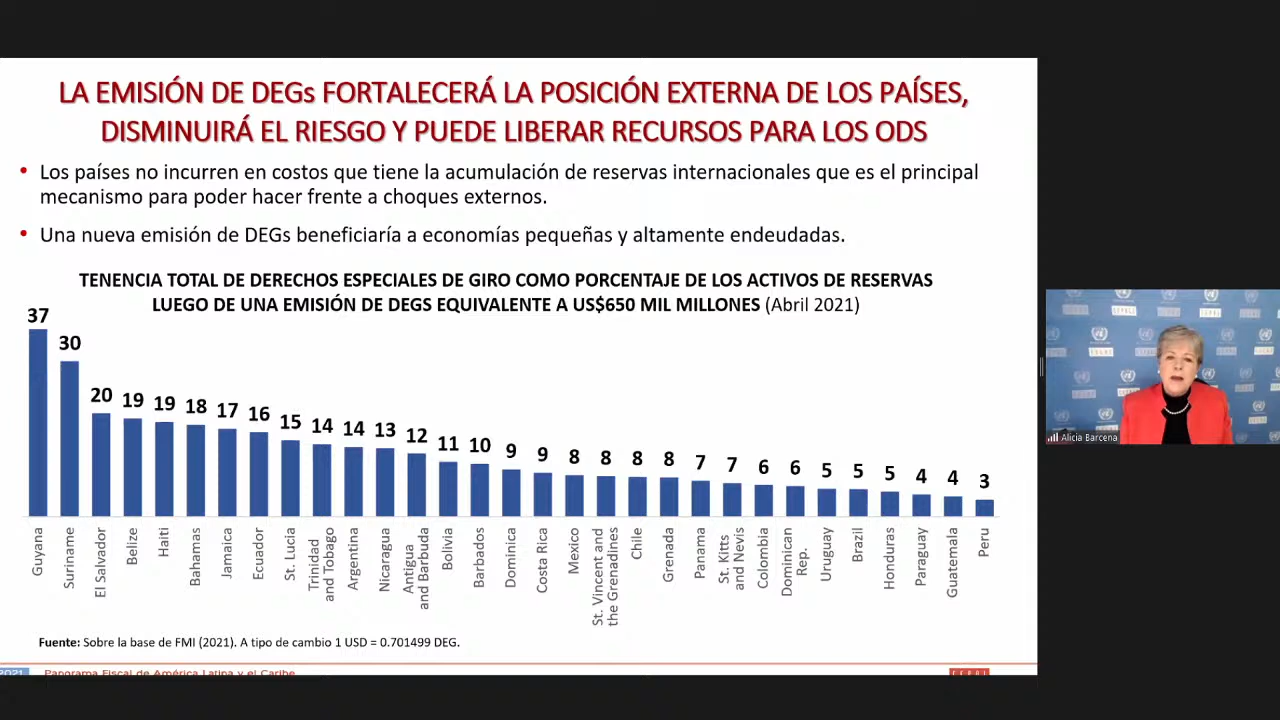 LA EMISIÓN DE DEGs FORTALECERÁ LA POSICIÓN EXTERNA DE LOS PAÍSES,
DISMINUIRÁ EL RIESGO Y PUEDE LIBERAR RECURSOS PARA LOS ODS
• Los países no incurren en costos que tiene la acumulación de reservas internacionales que es el principal
mecanismo para poder hacer frente a choques externos.
• Una nueva emisión de DEGs beneficiaría a economías pequeñas y altamente endeudadas.
TENENCIA TOTAL DE DERECHOS ESPECIALES DE GIRO COMO PORCENTAJE DE LOS ACTIVOS DE RESERVAS
LUEGO DE UNA EMISIÓN DE DEGS EQUIVALENTE A US$650 MIL MILLONES (Abril 2021)
37
30
20
19
19
18
17
16
15
14
14
13
12
11
10
9
9
8
8
8
8
7
7
6
6
5
5
5
4
4
3
Guyana
Suriname
El Salvador
Belize
Haiti
Bahamas
Jamaica
Ecuador
St. Lucia
Trinidad
and Tobago
Argentina
Nicaragua
Antigua
and Barbuda
Bolivia
Barbados
Dominica
Costa Rica
Mexico
St. Vincent and
the Grenadines
Chile
Grenada
Panama
St. Kitts
and Nevis
Colombia
Dominican
Rep.
Uruguay
Brazil
Honduras
Paraguay
Guatemala
Peru
Fuente: Sobre la base de FMI (2021). A tipo de cambio 1 USD = 0.701499 DEG.
2021
Panorama Fiscal de América Latina y el Caribe
Alicia Barcena